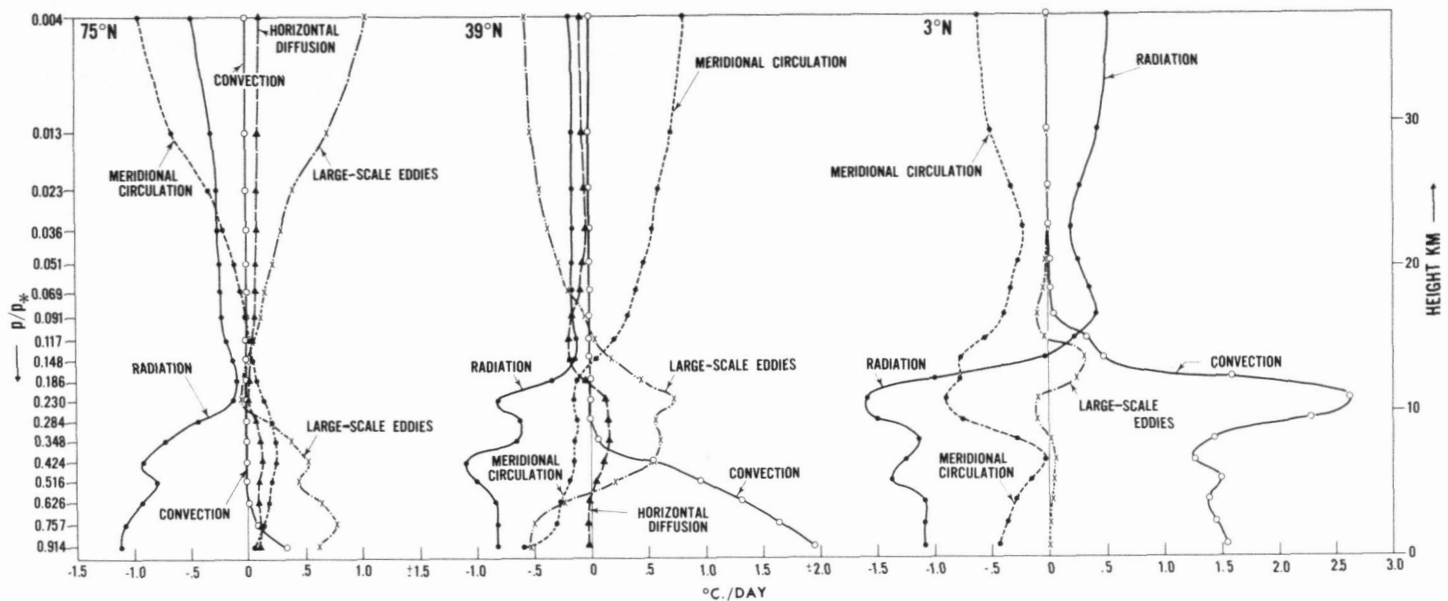 75°N
HORIZONTAL DIFFUSION
CONVECTION
MERIDIONAL CIRCULATION
LARGE-SCALE EDDIES
RADIATION
LARGE-SCALE EDDIES
CONVECTION
39°N
MERIDIONAL CIRCULATION
RADIATION
LARGE-SCALE EDDIES
MERIDIONAL CIRCULATION
CONVECTION
HORIZONTAL DIFFUSION
3°N
RADIATION
MERIDIONAL CIRCULATION
RADIATION
CONVECTION
LARGE-SCALE EDDIES
MERIDIONAL CIRCULATION
p/p*
0.004
0.013
0.023
0.036
0.051
0.069
0.091
0.117
0.148
0.186
0.230
0.284
0.348
0.424
0.516
0.626
0.757
0.914
HEIGHT KM
30
20
10
0
-1.5 -1.0 -.5 0 .5 1.0 ±1.5 -1.0 -.5 0 .5 1.0 1.5 ±2.0 -1.5 -1.0 -.5 0 .5 1.0 1.5 2.0 2.5 3.0
°C./DAY